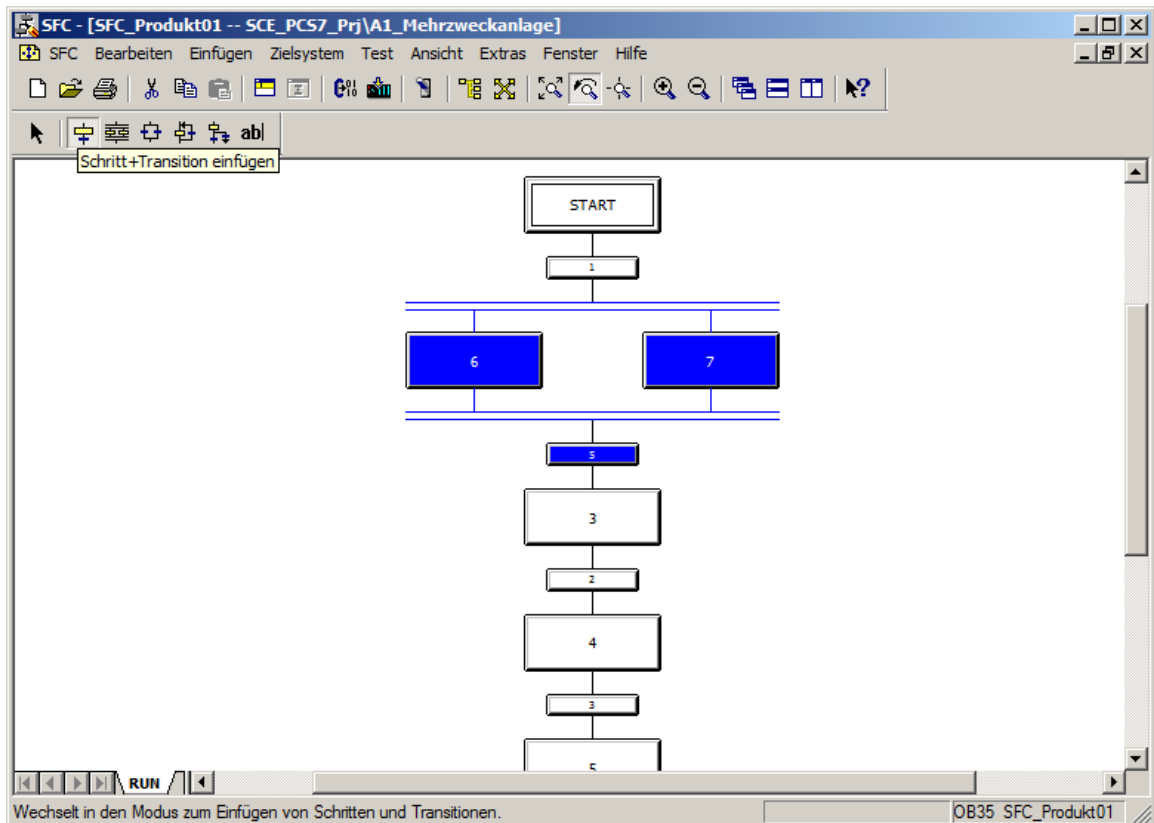 SFC - [SFC_Produkt01 -- SCE_PCS7_Prj\A1_Mehrzweckanlage]
SFC Bearbeiten Einfügen Zielsystem Test Ansicht Extras Fenster Hilfe
ab
Schritt+Transition einfügen
START
1
6 7
5
3
2
4
3
5
RUN
Wechselt in den Modus zum Einfügen von Schritten und Transitionen. OB35 SFC_Produkt01